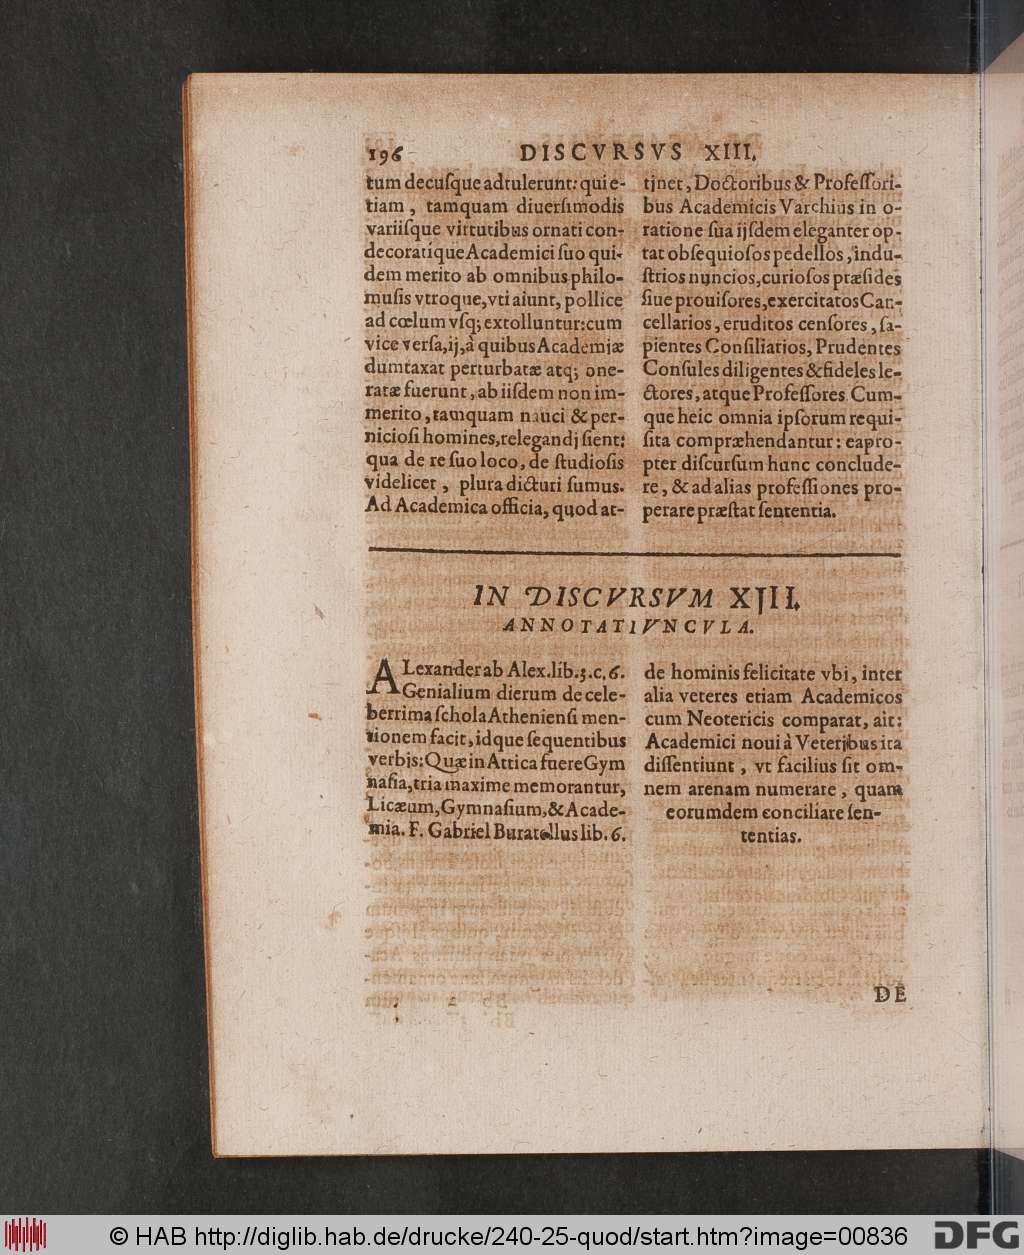 196 DISCVRSVS XIII.
tum decuſque adtulerunt: qui e-
tiam, tamquam diuerſimodis
variiſque virtutibus ornati con-
decoratíque Academici ſuo qui-
dem merito ab omnibus philo-
muſis vtroque, vti aiunt, pollice
ad cœlum vſq; extolluntur: cum
vice verſa, ij, à quibus Academiæ
dumtaxat perturbatæ atq; one-
ratæ fuerunt, ab iiſdem non im-
merito, tamquam nauci & per-
nicioſi homines, relegandj ſient:
qua de re ſuo loco, de ſtudioſis
videlicet, plura dicturi ſumus.
Ad Academica officia, quod at-
tjnet, Doctoribus & Profeſſori-
bus Academicis Varchius in o-
ratione ſua ijſdem eleganter op-
tat obſequioſos pedellos, indu-
ſtrios nuncios, curioſos præſides
ſiue prouiſores, exercitatos Can-
cellarios, eruditos cenſores, ſa-
pientes Conſiliarios, Prudentes
Conſules diligentes & fideles le-
ctores, atque Profeſſores Cum-
que heic omnia ipſorum requi-
ſita compræhendantur: eapro-
pter diſcurſum hunc conclude-
re, & ad alias profeſſiones pro-
perare præſtat ſententia.
IN DISCVRSVM XJII.
ANNOTATIVNCVLA.
ALexander ab Alex. lib. 3. c. 6.
Genialium dierum de cele-
berrima ſchola Athenienſi men-
tionem facit, idque ſequentibus
verbis: Quæ in Attica fuere Gym
naſia, tria maxime memorantur,
Licæum, Gymnaſium, & Acade-
mia. F. Gabriel Buratellus lib. 6.
de hominis felicitate vbi, inter
alia veteres etiam Academicos
cum Neotericis comparat, ait:
Academici noui à Veterjbus ita
diſſentiunt, vt facilius ſit om-
nem arenam numerare, quam
eorumdem conciliare ſen-
tentias.
DE
© HAB http://diglib.hab.de/drucke/240-25-quod/start.htm?image=00836
DFG